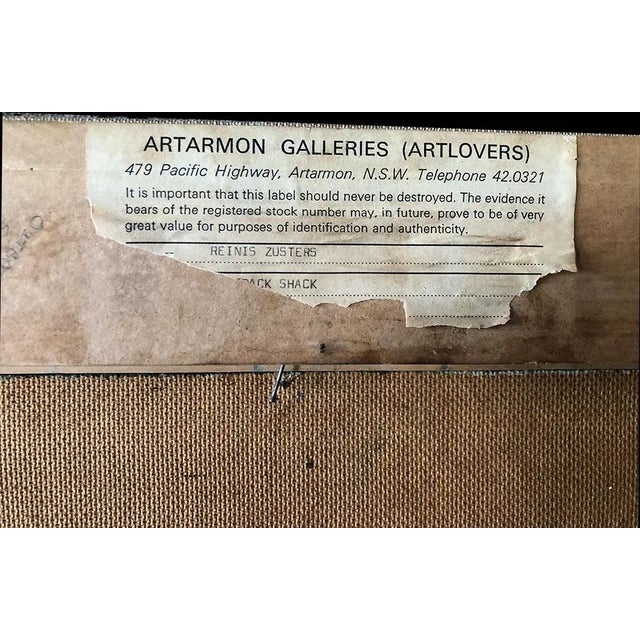 ARTARMON GALLERIES (ARTLOVERS)
479 Pacific Highway, Artarmon, N.S.W. Telephone 42.0321
It is important that this label should never be destroyed. The evidence it
bears of the registered stock number may, in future, prove to be of very
great value for purposes of identification and authenticity.
REINIS ZUSTERS
SHACK